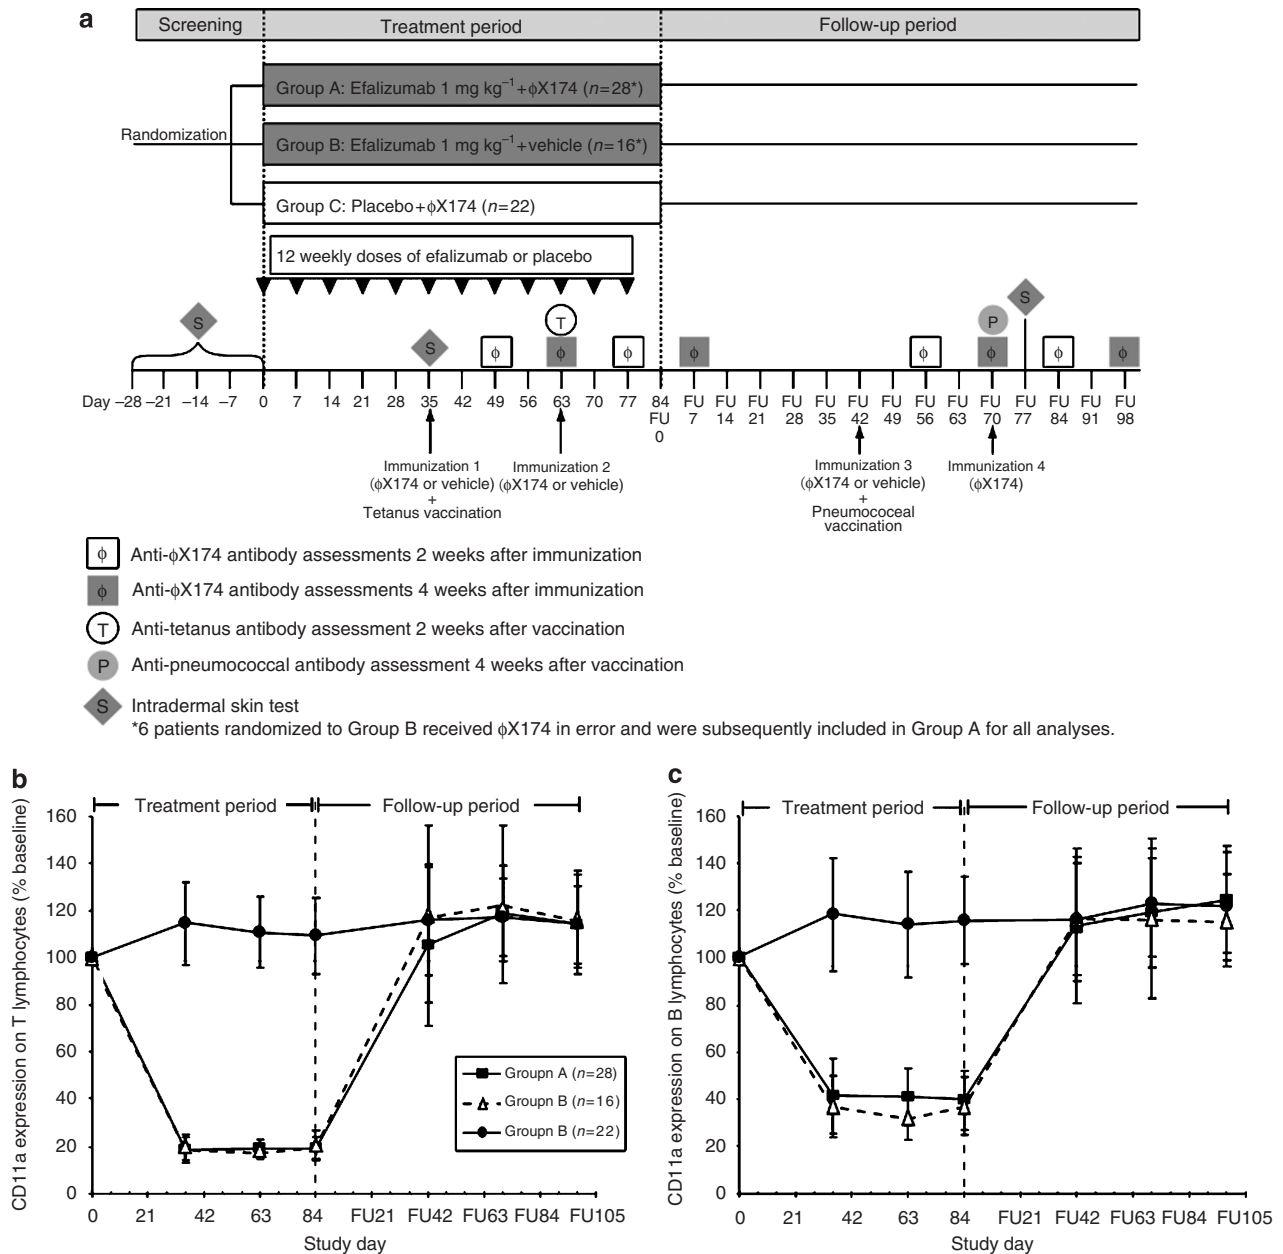 a
Screening Treatment period Follow-up period
Group A: Efalizumab 1 mg kg⁻¹+ϕX174 (n=28*)
Randomization
Group B: Efalizumab 1 mg kg⁻¹+vehicle (n=16*)
Group C: Placebo+ϕX174 (n=22)
12 weekly doses of efalizumab or placebo
S
S
T
P
S
ϕ ϕ ϕ ϕ ϕ ϕ ϕ ϕ
Day –28 –21 –14 –7 0 7 14 21 28 35 42 49 56 63 70 77 84 FU FU FU FU FU FU FU FU FU FU FU FU FU FU
FU 7 14 21 28 35 42 49 56 63 70 77 84 91 98
0
Immunization 1 Immunization 2 Immunization 3 Immunization 4
(ϕX174 or vehicle) (ϕX174 or vehicle) (ϕX174 or vehicle) (ϕX174)
+ +
Tetanus vaccination Pneumococeal
vaccination
ϕ Anti-ϕX174 antibody assessments 2 weeks after immunization
ϕ Anti-ϕX174 antibody assessments 4 weeks after immunization
T Anti-tetanus antibody assessment 2 weeks after vaccination
P Anti-pneumococcal antibody assessment 4 weeks after vaccination
S Intradermal skin test
*6 patients randomized to Group B received ϕX174 in error and were subsequently included in Group A for all analyses.
b
CD11a expression on T lymphocytes (% baseline)
Treatment period Follow-up period
160
140
120
100
80
60
40
20
0
Groupn A (n=28)
Groupn B (n=16)
Groupn B (n=22)
0 21 42 63 84 FU21 FU42 FU63 FU84 FU105
Study day
c
CD11a expression on B lymphocytes (% baseline)
Treatment period Follow-up period
160
140
120
100
80
60
40
20
0
0 21 42 63 84 FU21 FU42 FU63 FU84 FU105
Study day